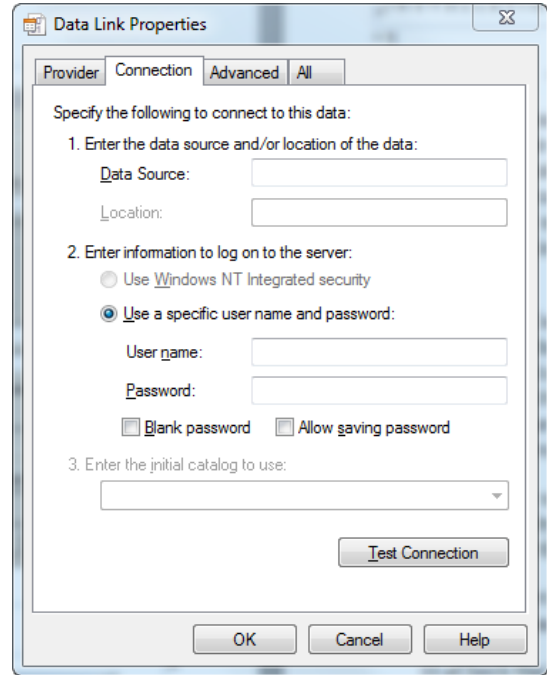 Data Link Properties
Provider Connection Advanced All
Specify the following to connect to this data:
1. Enter the data source and/or location of the data:
Data Source:
Location:
2. Enter information to log on to the server:
Use Windows NT Integrated security
Use a specific user name and password:
User name:
Password:
Blank password Allow saving password
3. Enter the initial catalog to use:
Test Connection
OK Cancel Help